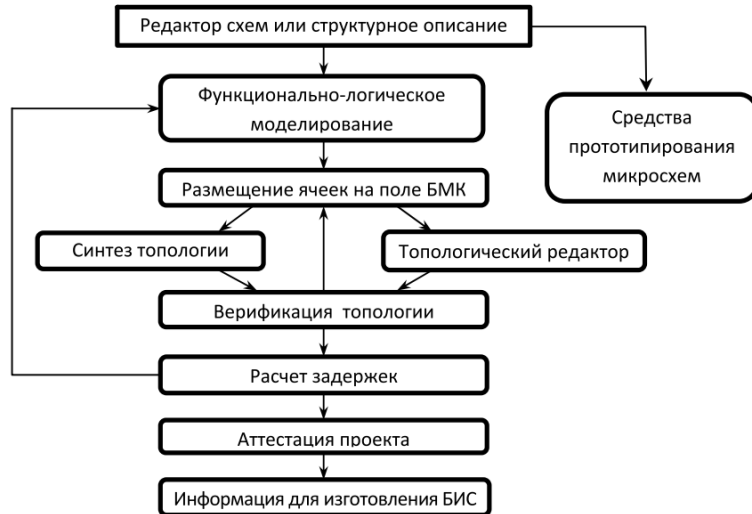 Редактор схем или структурное описание
Функционально-логическое
моделирование
Средства
прототипирования
микросхем
Размещение ячеек на поле БМК
Синтез топологии
Топологический редактор
Верификация топологии
Расчет задержек
Аттестация проекта
Информация для изготовления БИС